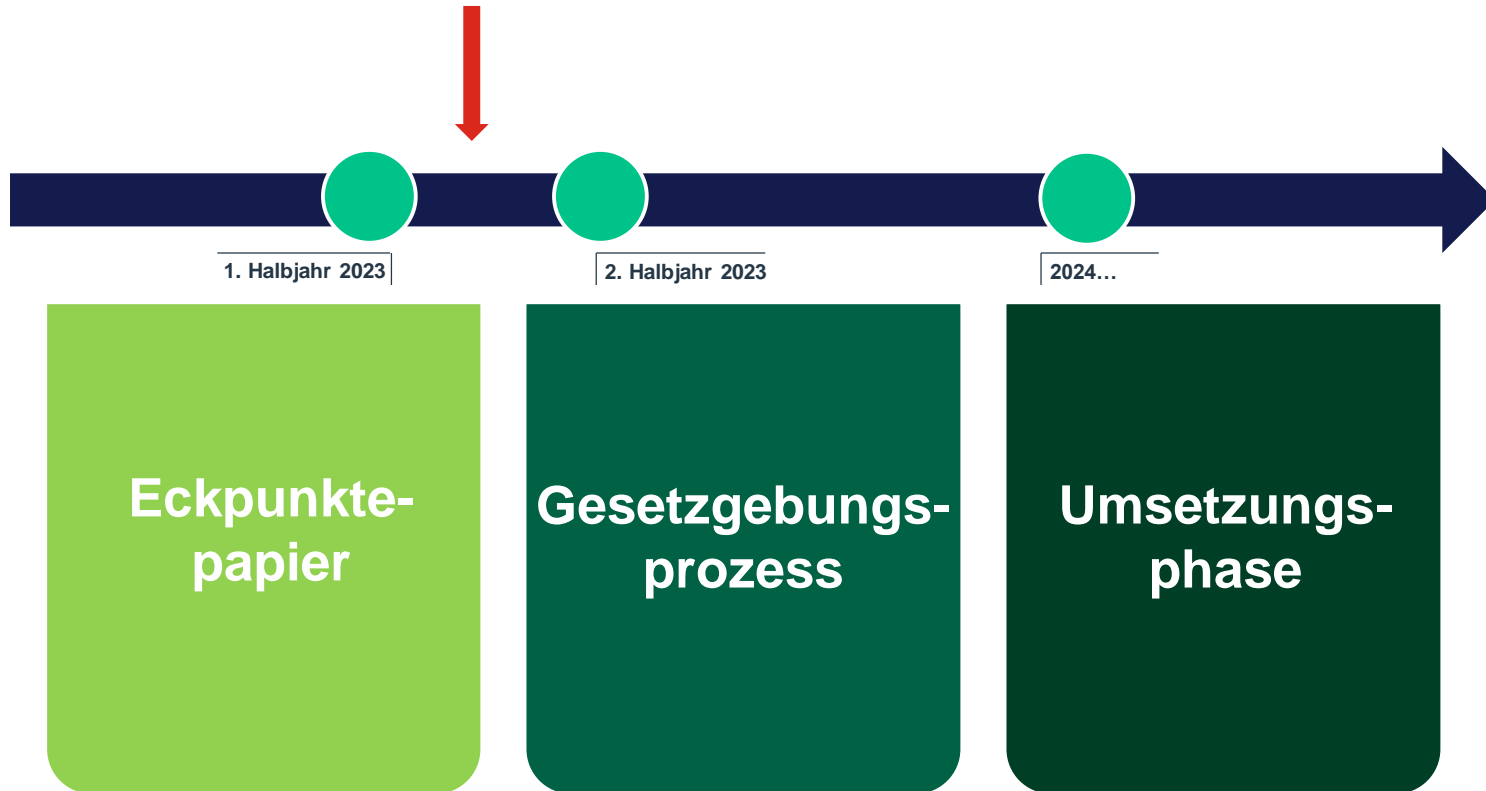 1. Halbjahr 2023
2. Halbjahr 2023
2024…
Eckpunkte-
papier
Gesetzgebungs-
prozess
Umsetzungs-
phase